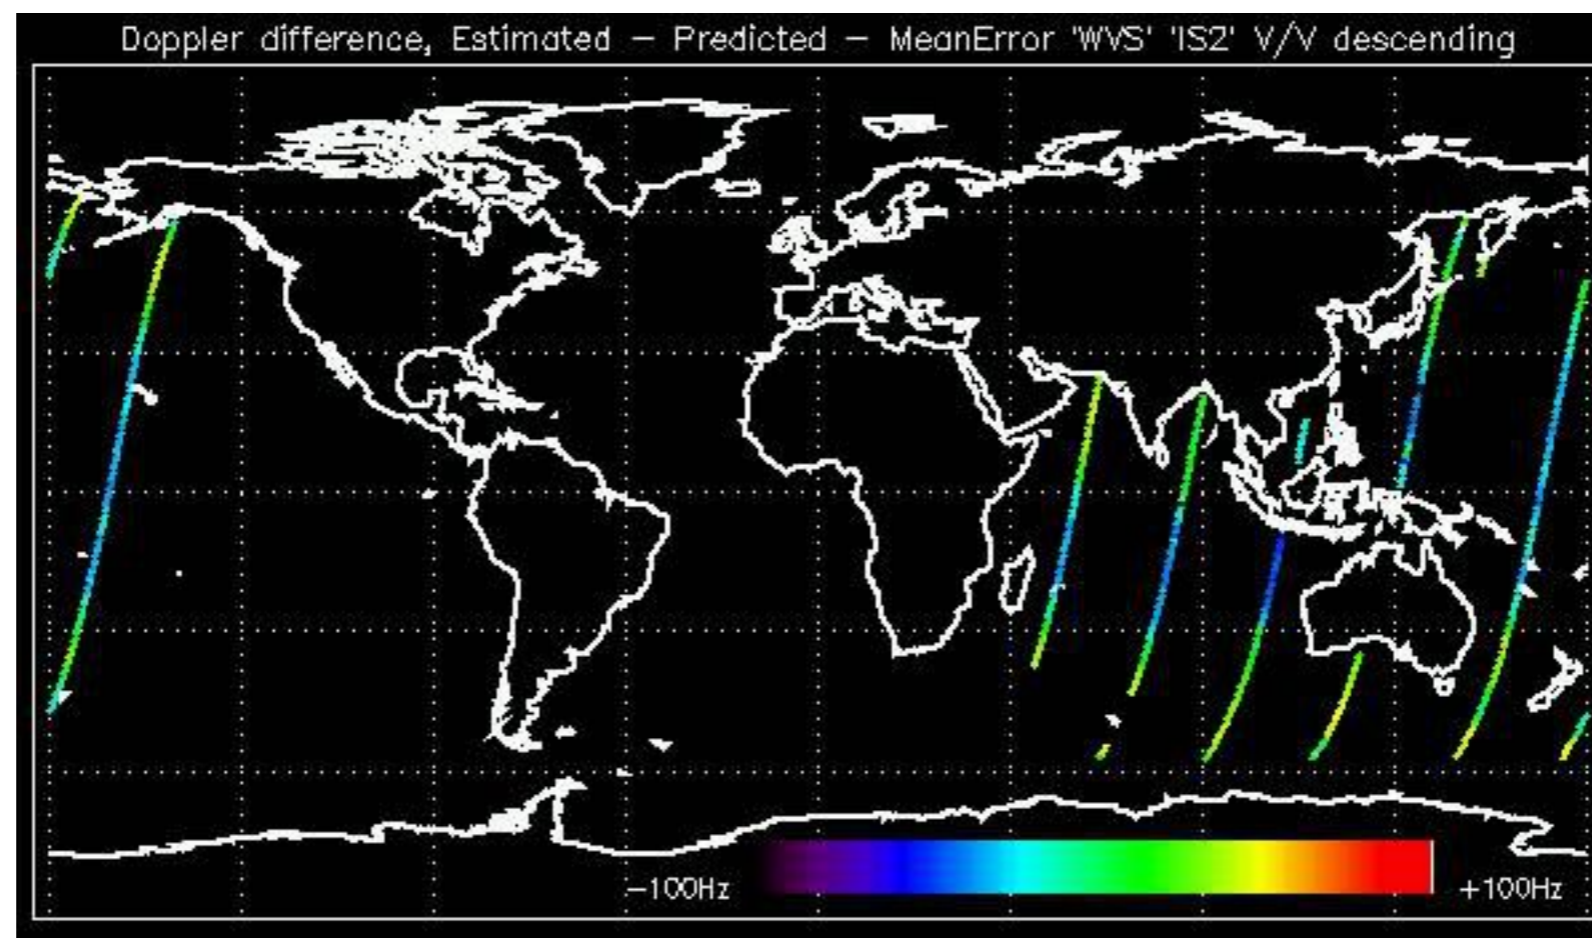 Doppler difference, Estimated – Predicted – MeanError 'WVS' 'IS2' V/V descending
–100Hz +100Hz